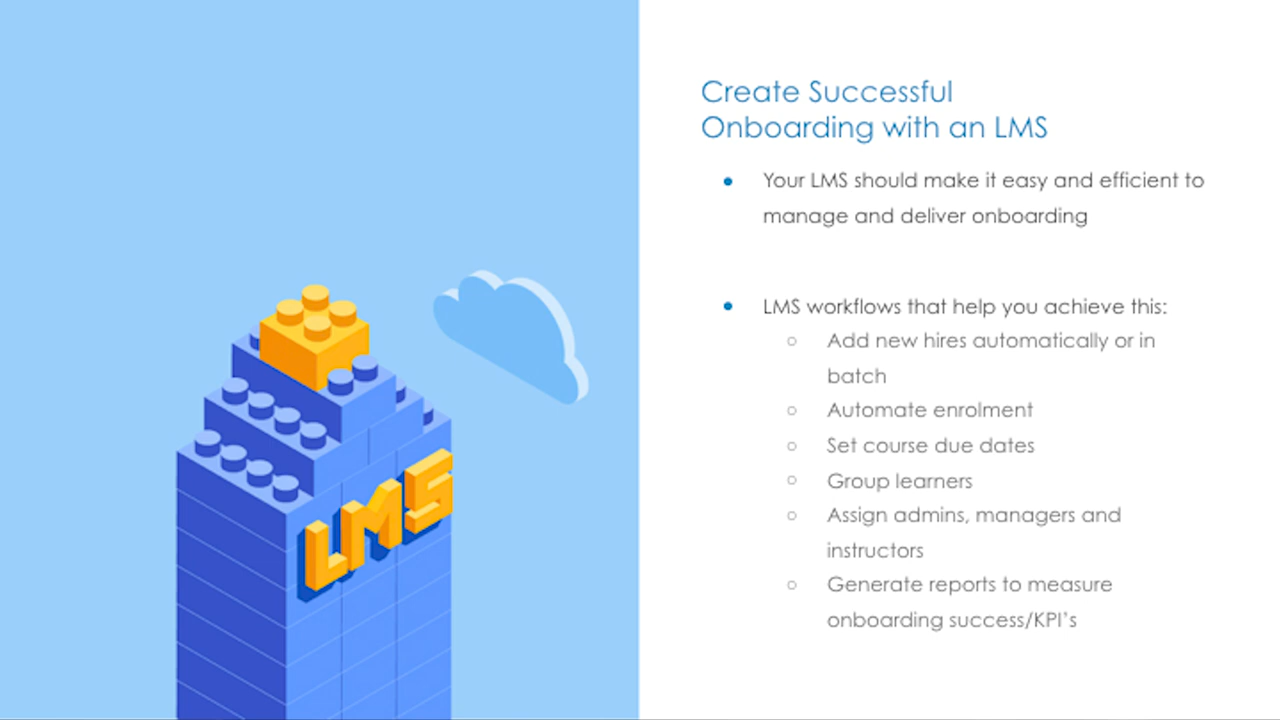 LMS
Create Successful
Onboarding with an LMS
• Your LMS should make it easy and efficient to
manage and deliver onboarding
• LMS workflows that help you achieve this:
○ Add new hires automatically or in
batch
○ Automate enrolment
○ Set course due dates
○ Group learners
○ Assign admins, managers and
instructors
○ Generate reports to measure
onboarding success/KPI's